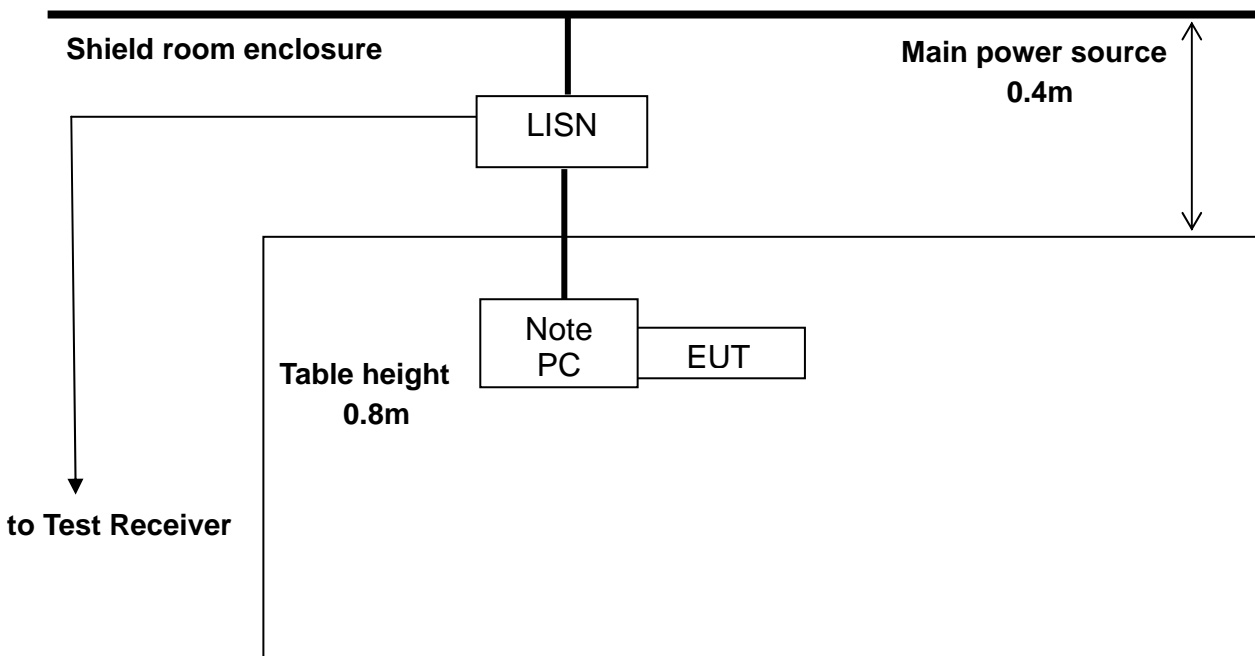 Shield room enclosure
Main power source
0.4m
LISN
Note
PC
EUT
Table height
0.8m
to Test Receiver